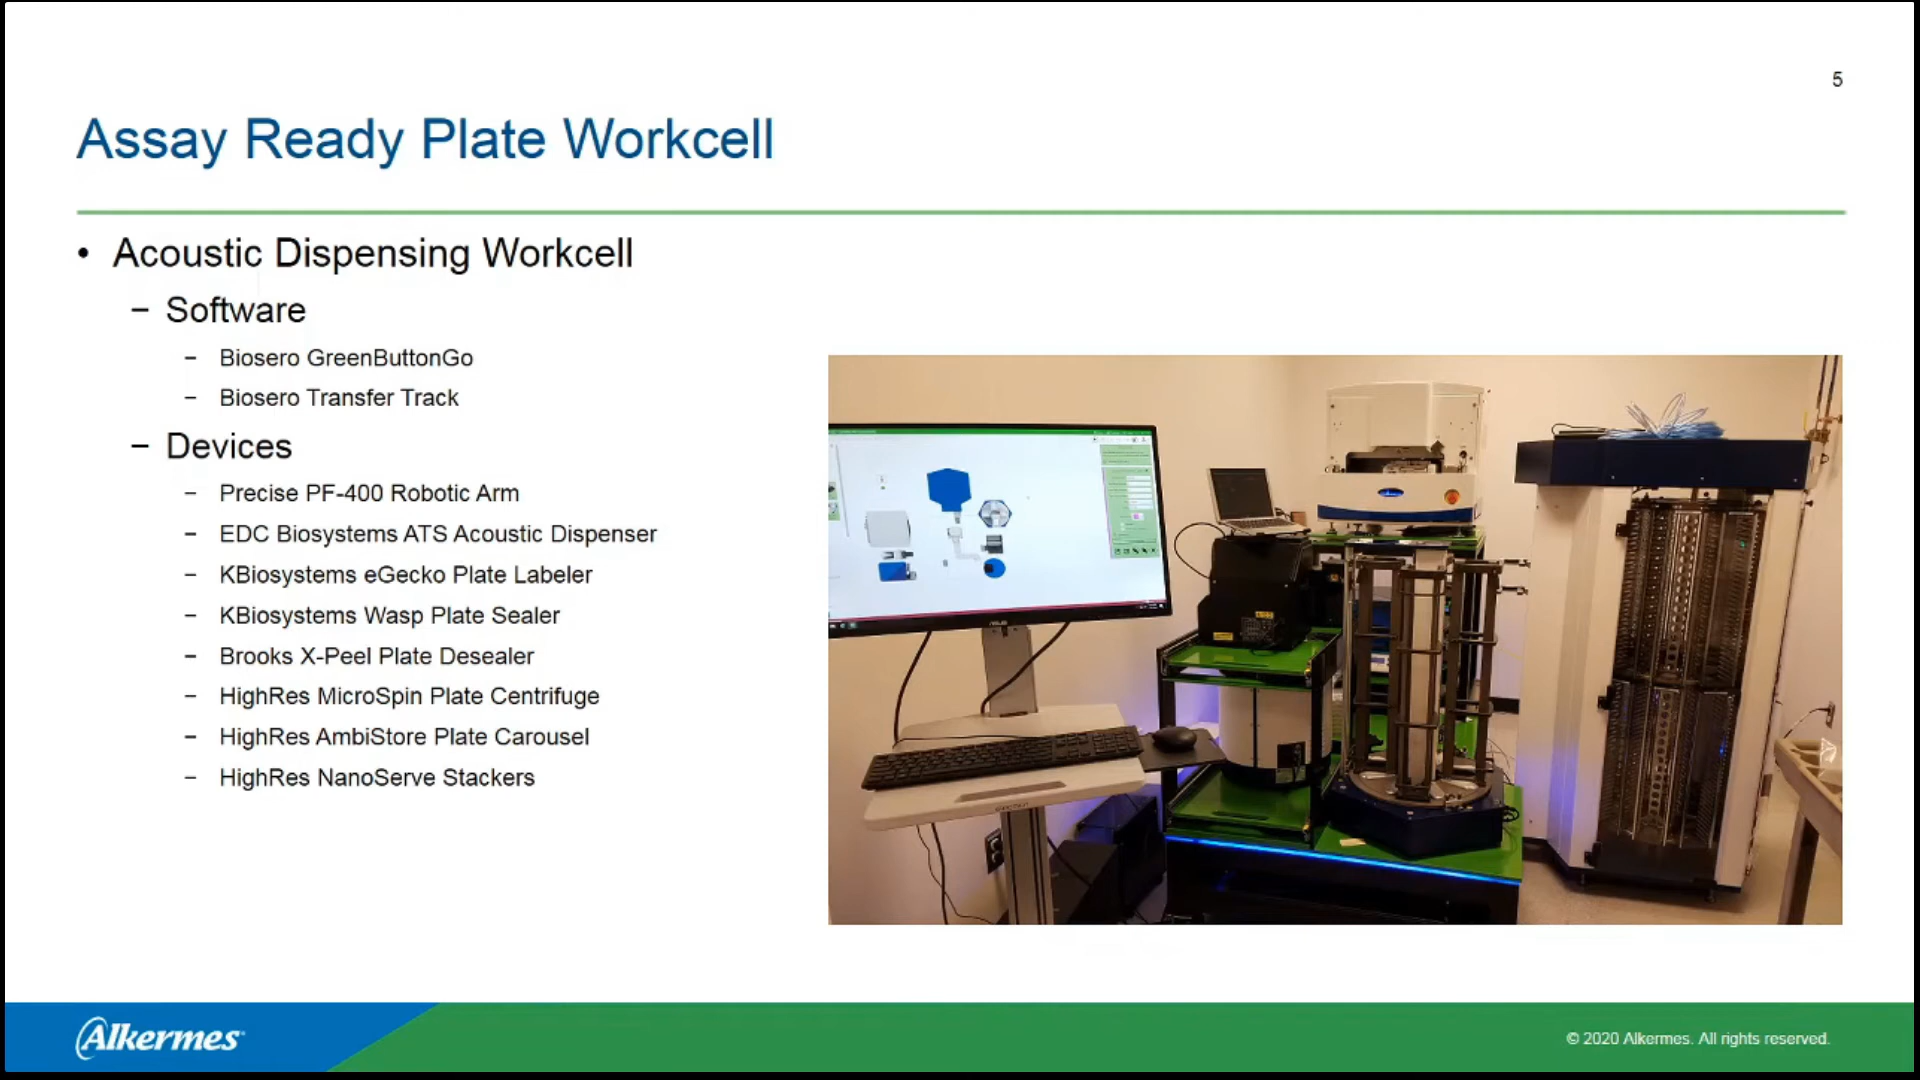 5
Assay Ready Plate Workcell
• Acoustic Dispensing Workcell
– Software
– Biosero GreenButtonGo
– Biosero Transfer Track
– Devices
– Precise PF-400 Robotic Arm
– EDC Biosystems ATS Acoustic Dispenser
– KBiosystems eGecko Plate Labeler
– KBiosystems Wasp Plate Sealer
– Brooks X-Peel Plate Desealer
– HighRes MicroSpin Plate Centrifuge
– HighRes AmbiStore Plate Carousel
– HighRes NanoServe Stackers
Alkermes
© 2020 Alkermes. All rights reserved.